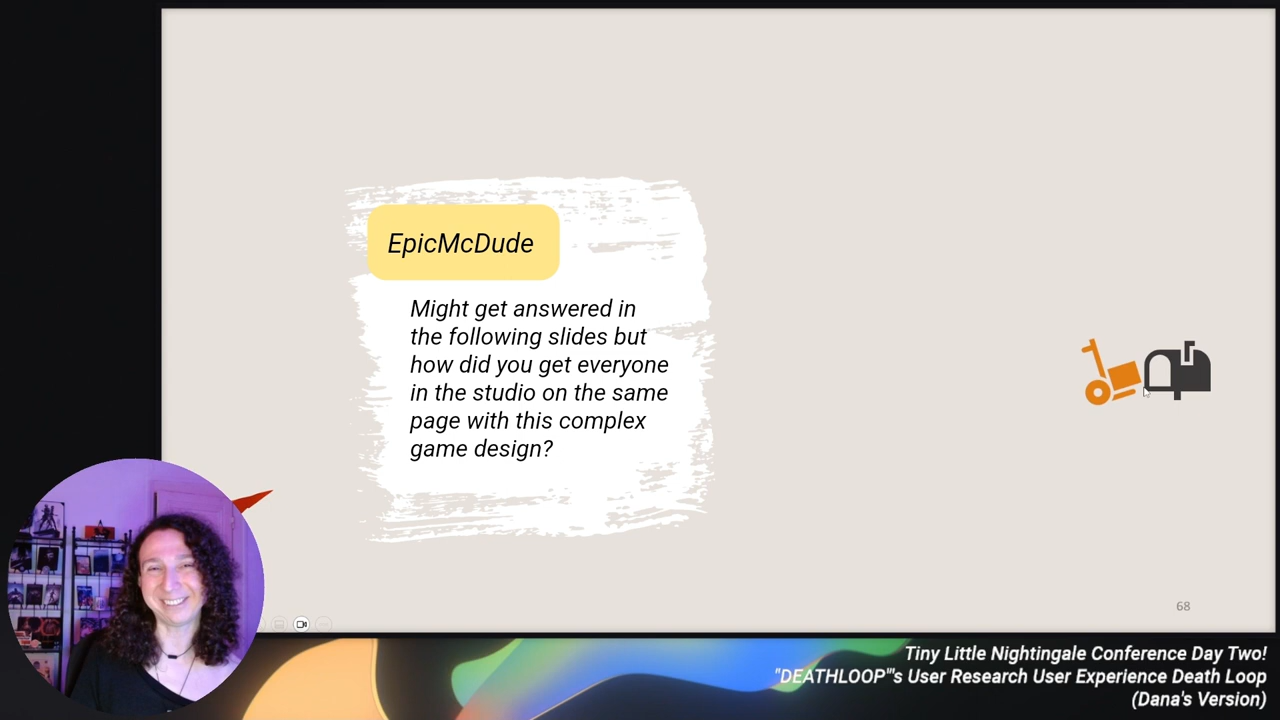 EpicMcDude
Might get answered in
the following slides but
how did you get everyone
in the studio on the same
page with this complex
game design?
68
Tiny Little Nightingale Conference Day Two!
"DEATHLOOP"'s User Research User Experience Death Loop
(Dana's Version)